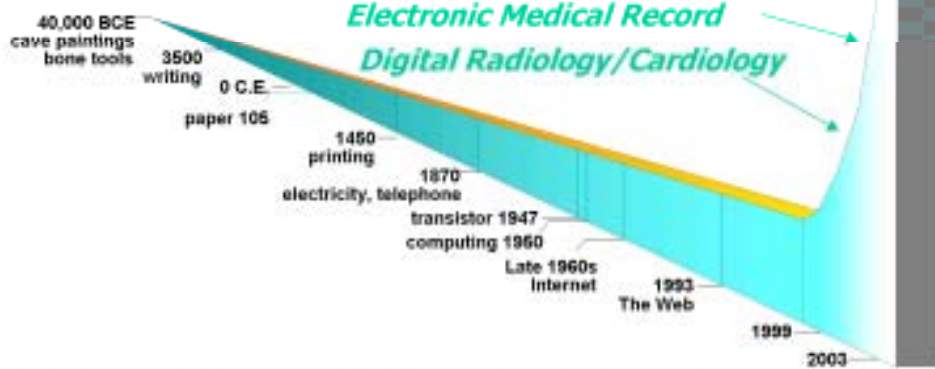 Electronic Medical Record
Digital Radiology/Cardiology
40,000 BCE
cave paintings
bone tools
3500
writing
0 C.E.
paper 105
1450
printing
1870
electricity, telephone
transistor 1947
computing 1960
Late 1960s
Internet
1993
The Web
1999
2003